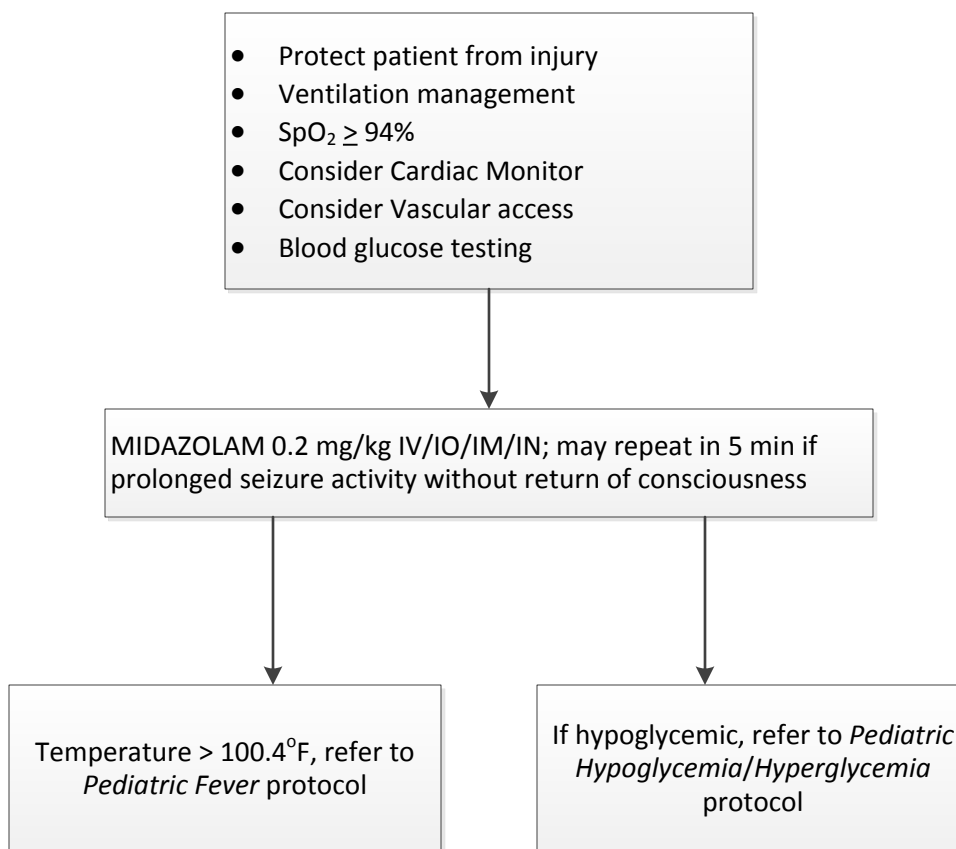 • Protect patient from injury
• Ventilation management
• SpO₂ ≥ 94%
• Consider Cardiac Monitor
• Consider Vascular access
• Blood glucose testing
MIDAZOLAM 0.2 mg/kg IV/IO/IM/IN; may repeat in 5 min if
prolonged seizure activity without return of consciousness
Temperature > 100.4°F, refer to
Pediatric Fever protocol
If hypoglycemic, refer to Pediatric
Hypoglycemia/Hyperglycemia
protocol